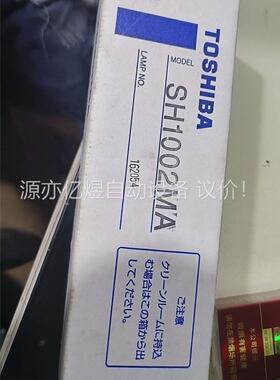 TOSHIBA
MODEL
SH1002MA
LAMP NO.
162054
源亦亿煜自动设备 议价!
ご注意
クリーンルームに持込
む場合はこの箱から出
してください。